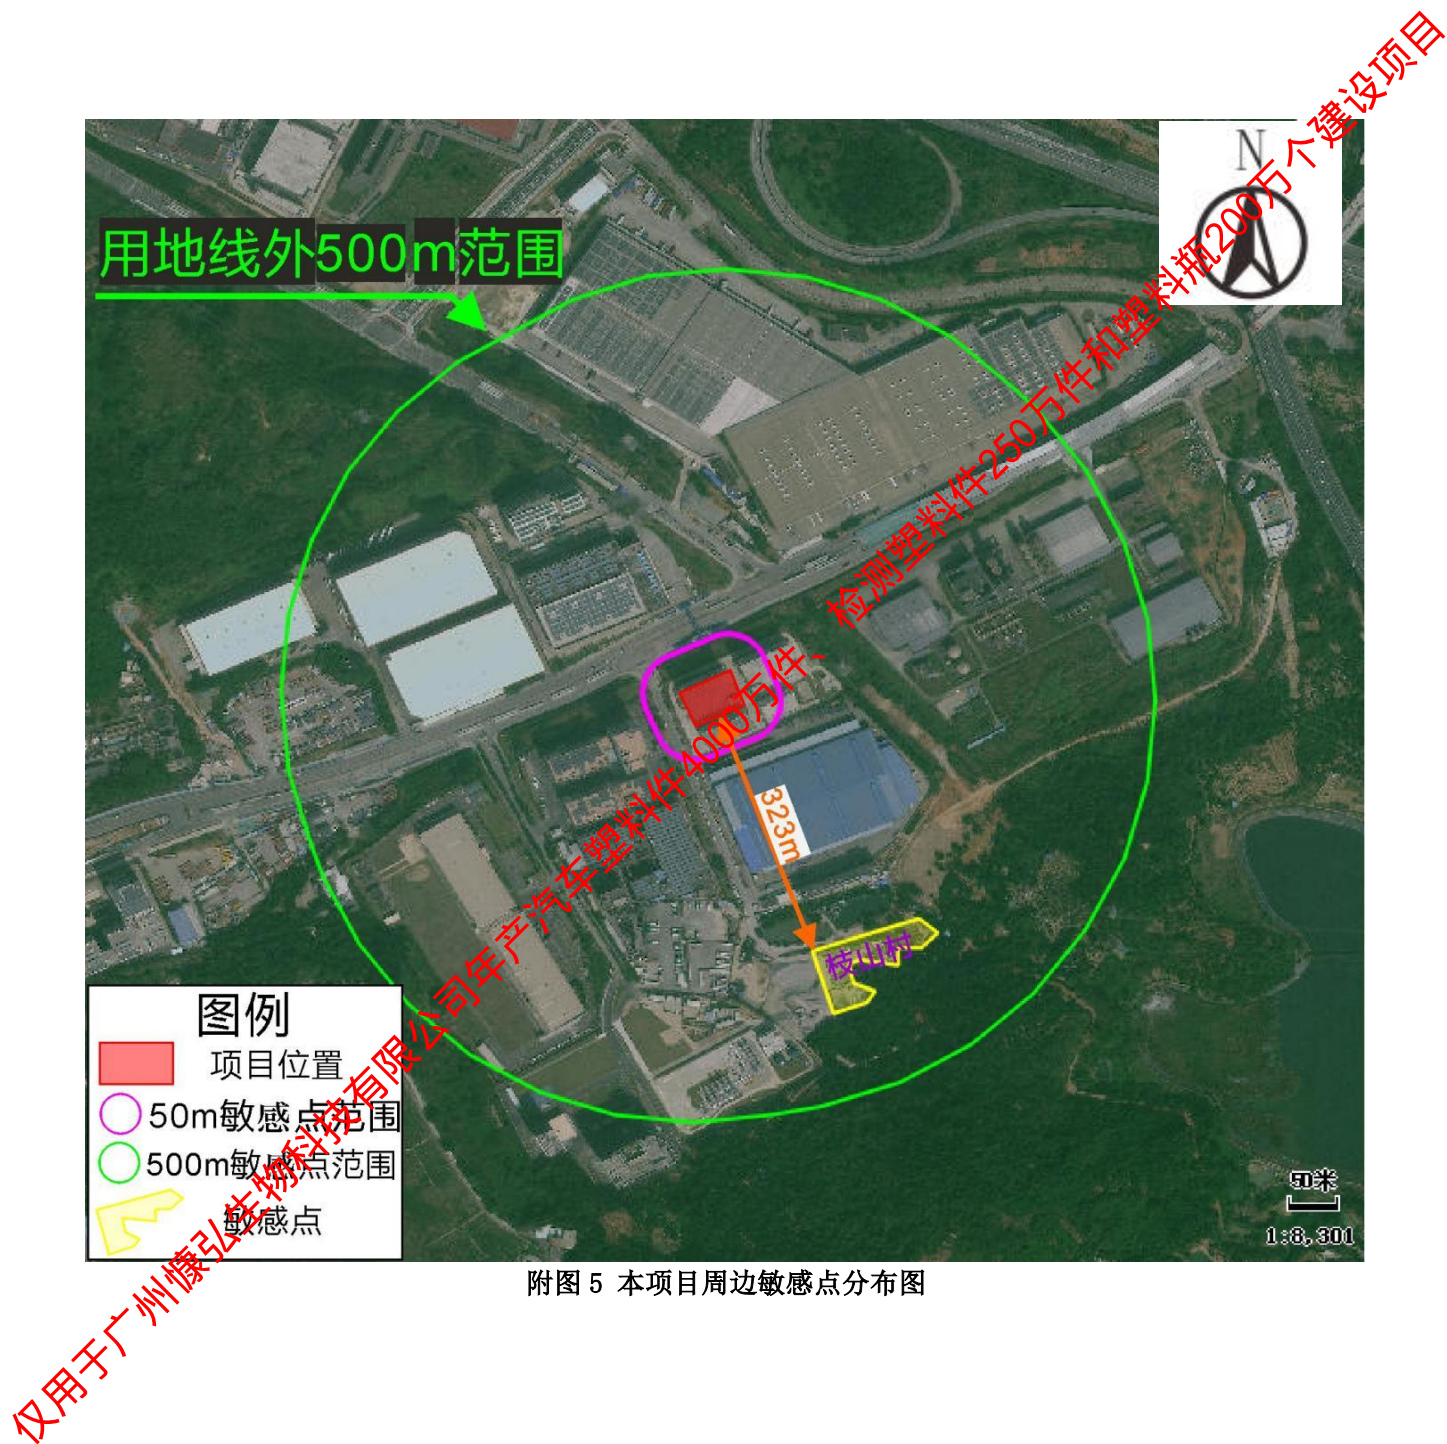 N
用地线外500m范围
323m
枝山村
图例
项目位置
50m敏感点范围
500m敏感点范围
敏感点
50米
1:8,301
附图 5 本项目周边敏感点分布图
仅用于广州慷弘生物科技有限公司年产汽车塑料件4000万件、检测塑料件250万件和塑料瓶2000万个建设项目